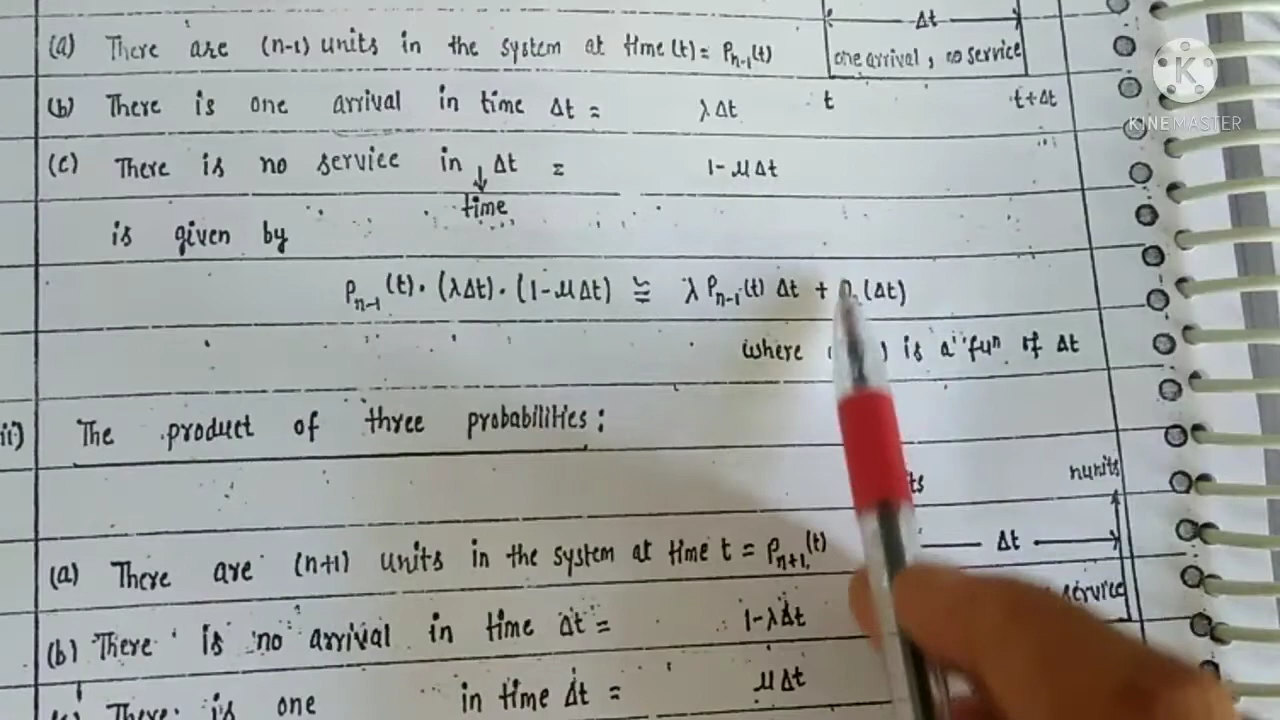 Δt
(a) There are (n-1) units in the system at time (t) = Pn-1(t)
one arrival, no service
(b) There is one arrival in time Δt = λΔt
t t+Δt
KINEMASTER
(c) There is no service in Δt = 1-μΔt
time
is given by
Pn-1(t)·(λΔt)·(1-μΔt) ≅ λ Pn-1(t) Δt + (Δt)
where ) is a funⁿ of Δt
ii) The product of three probabilities:
nunits
Δt
(a) There are (n+1) units in the system at time t = Pn+1(t)
service
(b) There is no arrival in time Δt = 1-λΔt
There is one in time Δt = μΔt